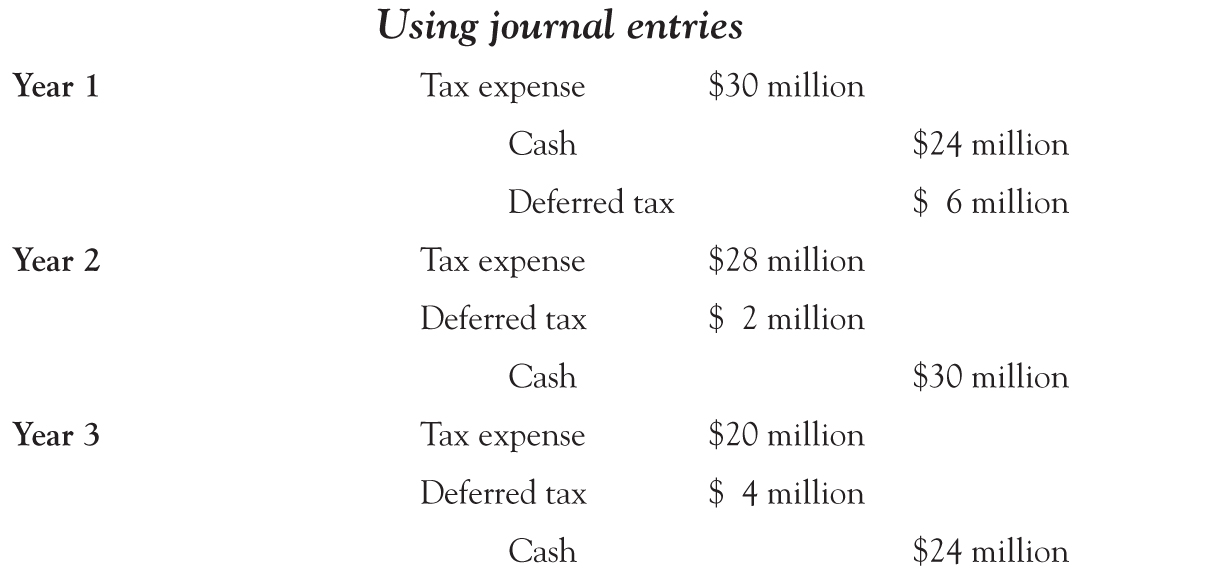 Using journal entries
Year 1 Tax expense $30 million
Cash $24 million
Deferred tax $ 6 million
Year 2 Tax expense $28 million
Deferred tax $ 2 million
Cash $30 million
Year 3 Tax expense $20 million
Deferred tax $ 4 million
Cash $24 million